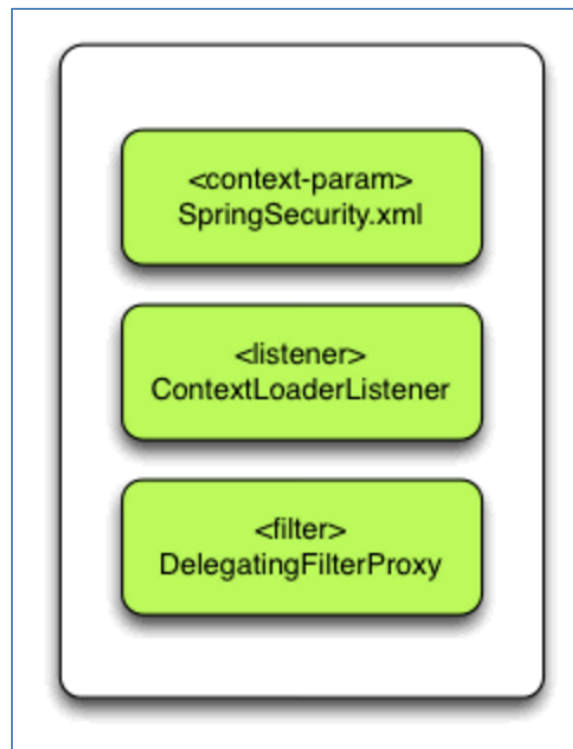 <context-param>
SpringSecurity.xml
<listener>
ContextLoaderListener
<filter>
DelegatingFilterProxy